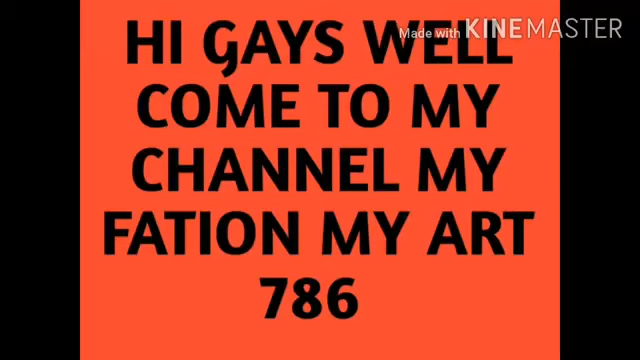 Made with KINEMASTER
HI GAYS WELL
COME TO MY
CHANNEL MY
FATION MY ART
786